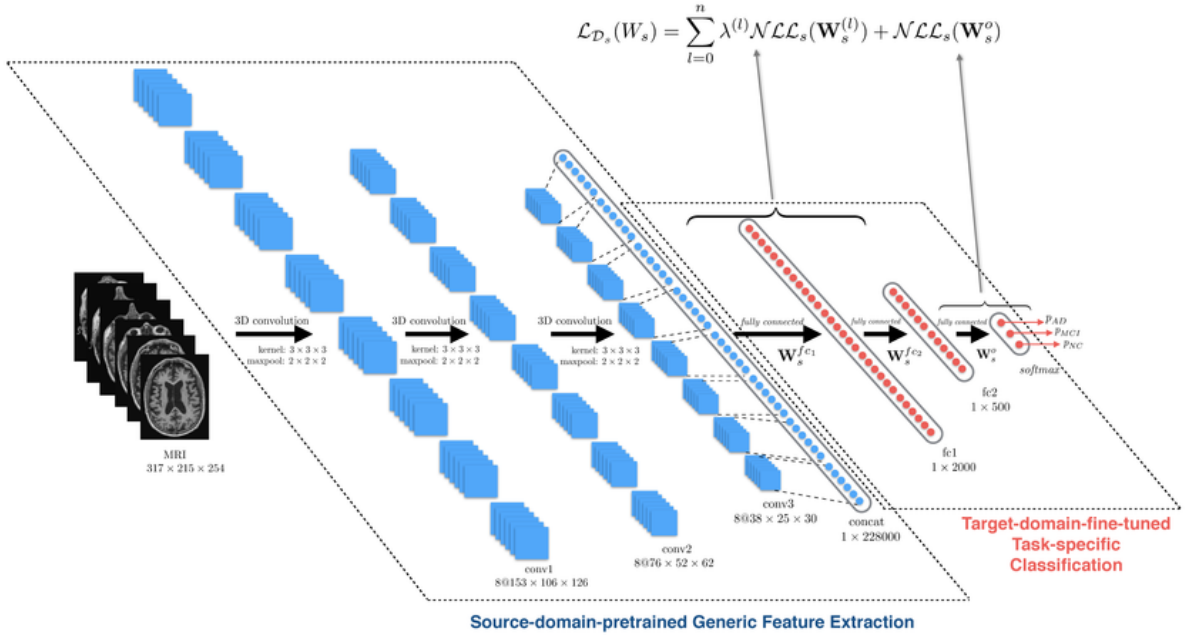 $\mathcal{L}_{\mathcal{D}_s}(W_s) = \sum_{l=0}^{n} \lambda^{(l)} \mathcal{NLL}_s(\mathbf{W}_s^{(l)}) + \mathcal{NLL}_s(\mathbf{W}_s^o)$
MRI
317 × 215 × 254
3D convolution
kernel: 3 × 3 × 3
maxpool: 2 × 2 × 2
conv1
8@153 × 106 × 126
3D convolution
kernel: 3 × 3 × 3
maxpool: 2 × 2 × 2
conv2
8@76 × 52 × 62
3D convolution
kernel: 3 × 3 × 3
maxpool: 2 × 2 × 2
conv3
8@38 × 25 × 30
concat
1 × 228000
fully connected
$\mathbf{W}_s^{fc_1}$
fc1
1 × 2000
fully connected
$\mathbf{W}_s^{fc_2}$
fc2
1 × 500
fully connected
$\mathbf{W}_s^o$
softmax
$p_{AD}$
$p_{MCI}$
$p_{NC}$
Target-domain-fine-tuned
Task-specific
Classification
Source-domain-pretrained Generic Feature Extraction